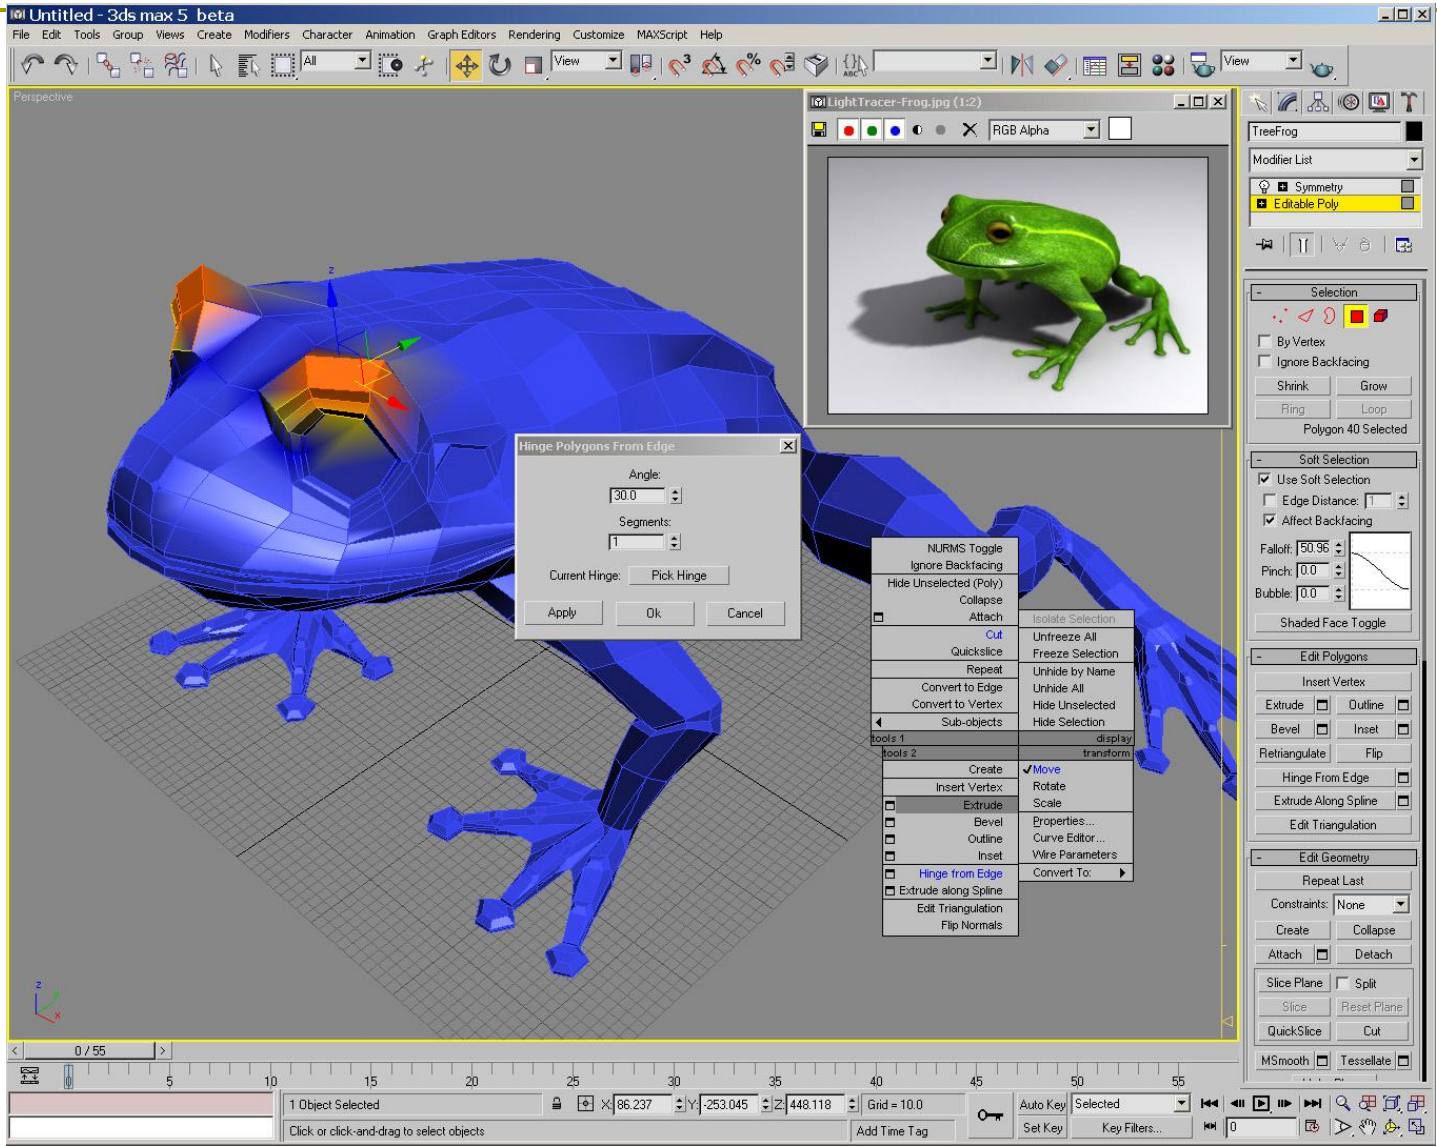 Untitled - 3ds max 5 beta
File Edit Tools Group Views Create Modifiers Character Animation Graph Editors Rendering Customize MAXScript Help
All
View
3
%
ABC
View
Perspective
LightTracer-Frog.jpg (1:2)
RGB Alpha
TreeFrog
Modifier List
Symmetry
Editable Poly
Selection
By Vertex
Ignore Backfacing
Shrink Grow
Ring Loop
Polygon 40 Selected
Soft Selection
Use Soft Selection
Edge Distance: 1
Affect Backfacing
Falloff: 50.96
Pinch: 0.0
Bubble: 0.0
Shaded Face Toggle
Edit Polygons
Insert Vertex
Extrude Outline
Bevel Inset
Retriangulate Flip
Hinge From Edge
Extrude Along Spline
Edit Triangulation
Edit Geometry
Repeat Last
Constraints: None
Create Collapse
Attach Detach
Slice Plane Split
Slice Reset Plane
QuickSlice Cut
MSmooth Tessellate
z
Hinge Polygons From Edge
Angle:
30.0
Segments:
1
Current Hinge: Pick Hinge
Apply Ok Cancel
NURMS Toggle
Ignore Backfacing
Hide Unselected (Poly)
Collapse
Attach
Cut
Quickslice
Repeat
Convert to Edge
Convert to Vertex
Sub-objects
tools 1
Isolate Selection
Unfreeze All
Freeze Selection
Unhide by Name
Unhide All
Hide Unselected
Hide Selection
display
tools 2
Create
Insert Vertex
Extrude
Bevel
Outline
Inset
Hinge from Edge
Extrude along Spline
Edit Triangulation
Flip Normals
transform
Move
Rotate
Scale
Properties...
Curve Editor...
Wire Parameters
Convert To:
z
y
x
0 / 55
0 5 10 15 20 25 30 35 40 45 50 55
1 Object Selected
X: 86.237 Y: -253.045 Z: 448.118 Grid = 10.0
Auto Key Selected
Click or click-and-drag to select objects
Add Time Tag
Set Key Key Filters...
0